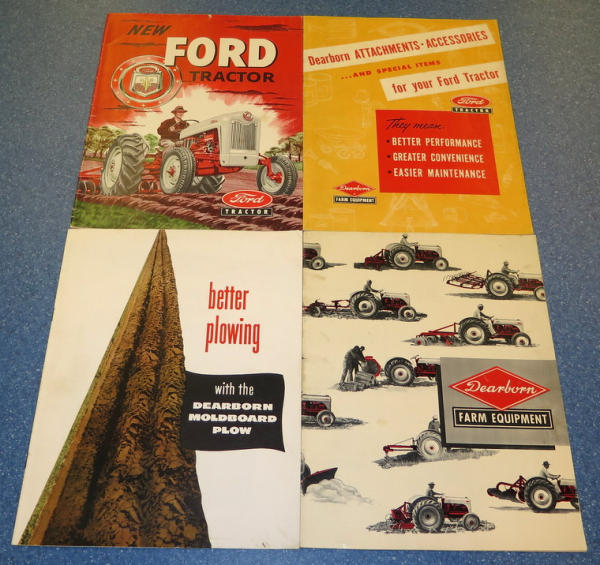 NEW
FORD
TRACTOR
Ford
TRACTOR
Dearborn ATTACHMENTS · ACCESSORIES
...AND SPECIAL ITEMS
for your Ford Tractor
Ford
TRACTOR
They mean:
• BETTER PERFORMANCE
• GREATER CONVENIENCE
• EASIER MAINTENANCE
Dearborn
FARM EQUIPMENT
better
plowing
with the
DEARBORN
MOLDBOARD
PLOW
Dearborn
FARM EQUIPMENT